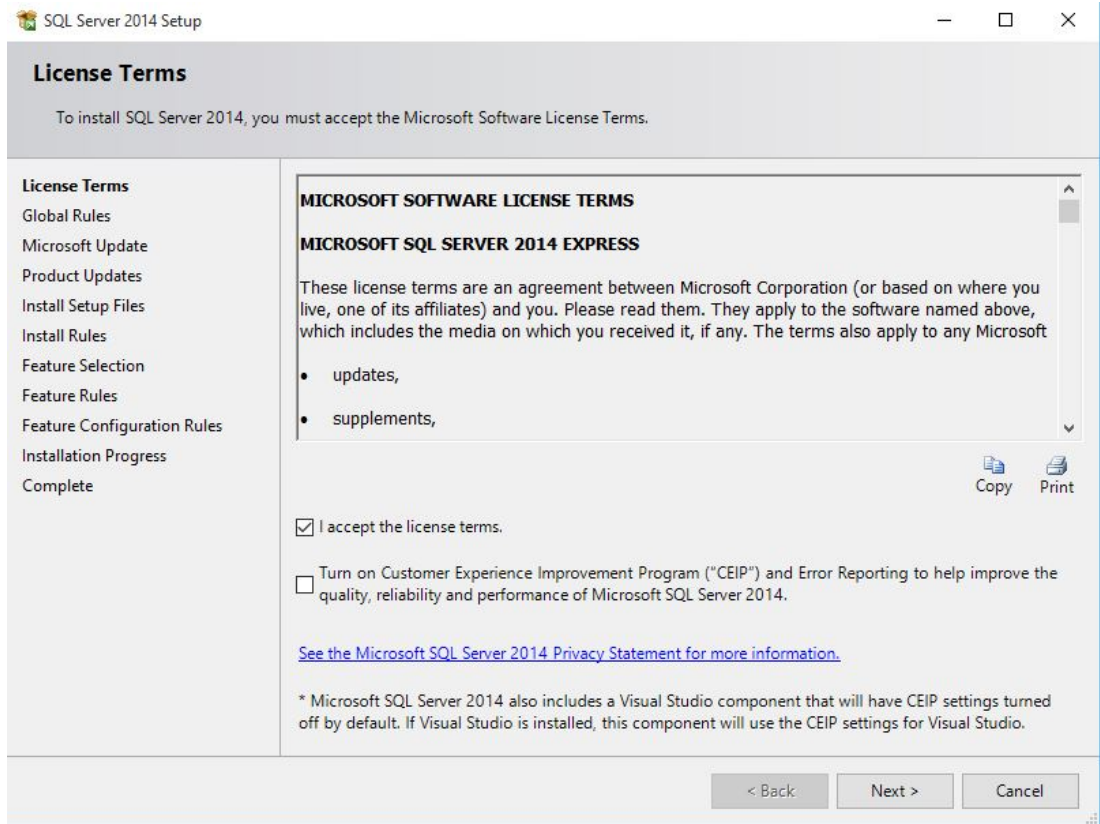 SQL Server 2014 Setup
License Terms
To install SQL Server 2014, you must accept the Microsoft Software License Terms.
License Terms
Global Rules
Microsoft Update
Product Updates
Install Setup Files
Install Rules
Feature Selection
Feature Rules
Feature Configuration Rules
Installation Progress
Complete
MICROSOFT SOFTWARE LICENSE TERMS
MICROSOFT SQL SERVER 2014 EXPRESS
These license terms are an agreement between Microsoft Corporation (or based on where you
live, one of its affiliates) and you. Please read them. They apply to the software named above,
which includes the media on which you received it, if any. The terms also apply to any Microsoft
• updates,
• supplements,
Copy Print
I accept the license terms.
Turn on Customer Experience Improvement Program ("CEIP") and Error Reporting to help improve the
quality, reliability and performance of Microsoft SQL Server 2014.
See the Microsoft SQL Server 2014 Privacy Statement for more information.
* Microsoft SQL Server 2014 also includes a Visual Studio component that will have CEIP settings turned
off by default. If Visual Studio is installed, this component will use the CEIP settings for Visual Studio.
< Back Next > Cancel